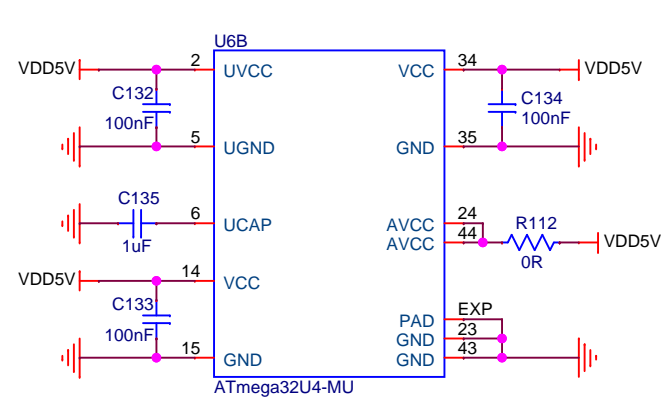 U6B
VDD5V
2
UVCC
VCC
34
VDD5V
C132
100nF
C134
100nF
5
UGND
GND
35
C135
1uF
6
UCAP
AVCC
24
AVCC
44
R112
0R
VDD5V
VDD5V
14
VCC
C133
100nF
PAD
EXP
GND
23
15
GND
GND
43
ATmega32U4-MU